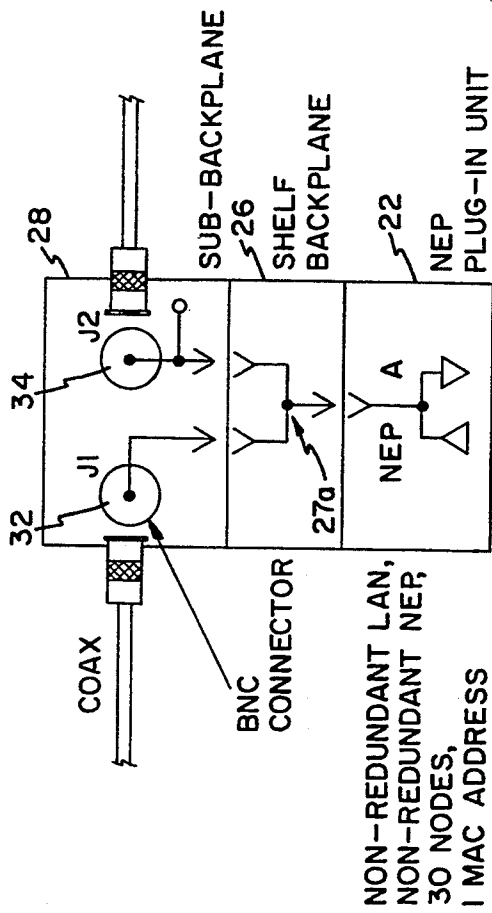 28
SUB-BACKPLANE
26
SHELF
BACKPLANE
22
NEP
PLUG-IN UNIT
34
J2
32
J1
A
NEP
27a
COAX
BNC
CONNECTOR
NON-REDUNDANT LAN,
NON-REDUNDANT NEP,
30 NODES,
1 MAC ADDRESS